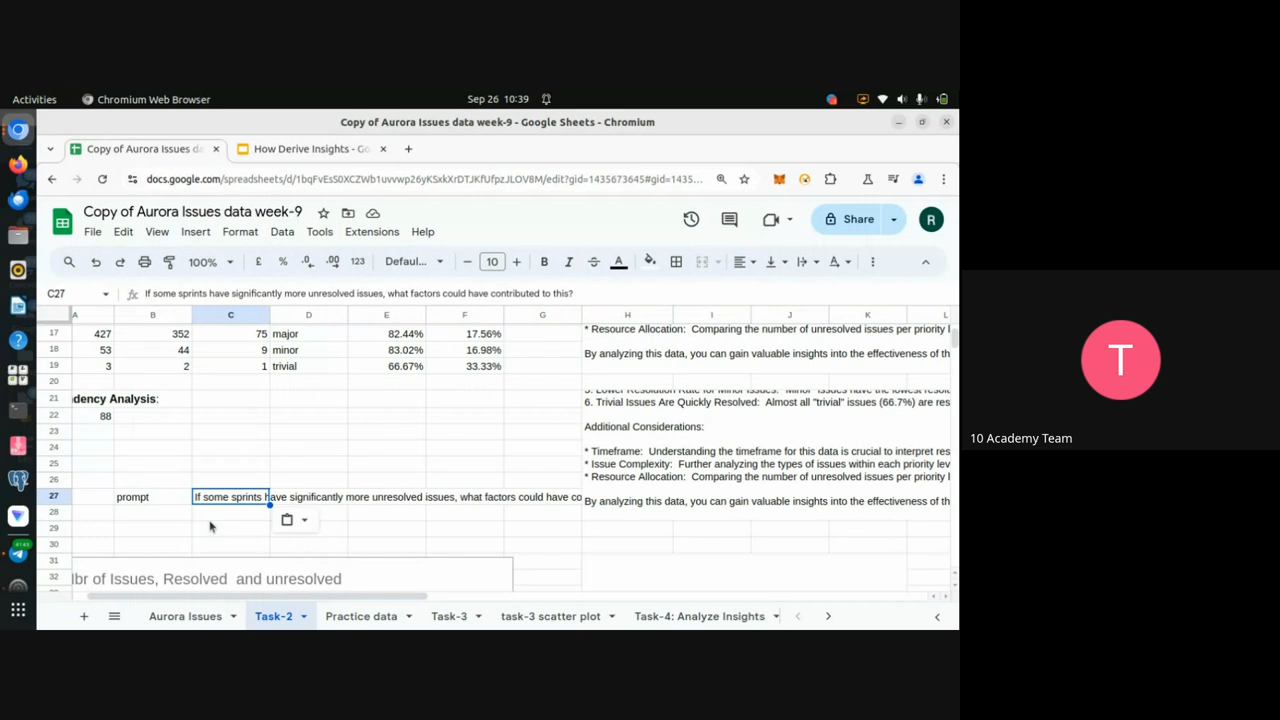 Activities
Chromium Web Browser
Sep 26 10:39
Copy of Aurora Issues data week-9 - Google Sheets - Chromium
Copy of Aurora Issues da
How Derive Insights - Go
docs.google.com/spreadsheets/d/1bqFvEsS0XCZWb1uvvwp26yKSxkXrDTJKfUfpzJLOV8M/edit?gid=1435673645#gid=1435...
Copy of Aurora Issues data week-9
File Edit View Insert Format Data Tools Extensions Help
Share
R
100%
£ % .0 .00 123
Defaul...
10
B I S A
C27
fx If some sprints have significantly more unresolved issues, what factors could have contributed to this?
A B C D E F G H I J K L
17 427 352 75 major 82.44% 17.56% * Resource Allocation: Comparing the number of unresolved issues per priority l
18 53 44 9 minor 83.02% 16.98% By analyzing this data, you can gain valuable insights into the effectiveness of th
19 3 2 1 trivial 66.67% 33.33%
20
21 dency Analysis: 6. Trivial Issues Are Quickly Resolved: Almost all "trivial" issues (66.7%) are res
22 88
23 Additional Considerations:
24 * Timeframe: Understanding the timeframe for this data is crucial to interpret res
25 * Issue Complexity: Further analyzing the types of issues within each priority lev
26 * Resource Allocation: Comparing the number of unresolved issues per priority l
27 prompt If some sprints have significantly more unresolved issues, what factors could have co By analyzing this data, you can gain valuable insights into the effectiveness of th
28
29
30
31
32 lbr of Issues, Resolved and unresolved
Aurora Issues
Task-2
Practice data
Task-3
task-3 scatter plot
Task-4: Analyze Insights
T
10 Academy Team